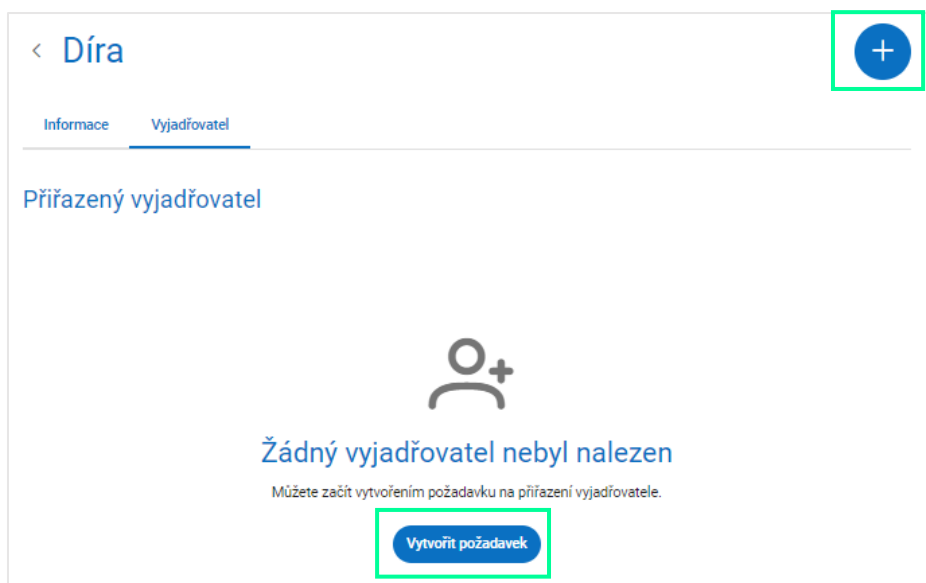 Díra
Informace Vyjadřovatel
Přiřazený vyjadřovatel
Žádný vyjadřovatel nebyl nalezen
Můžete začít vytvořením požadavku na přiřazení vyjadřovatele.
Vytvořit požadavek